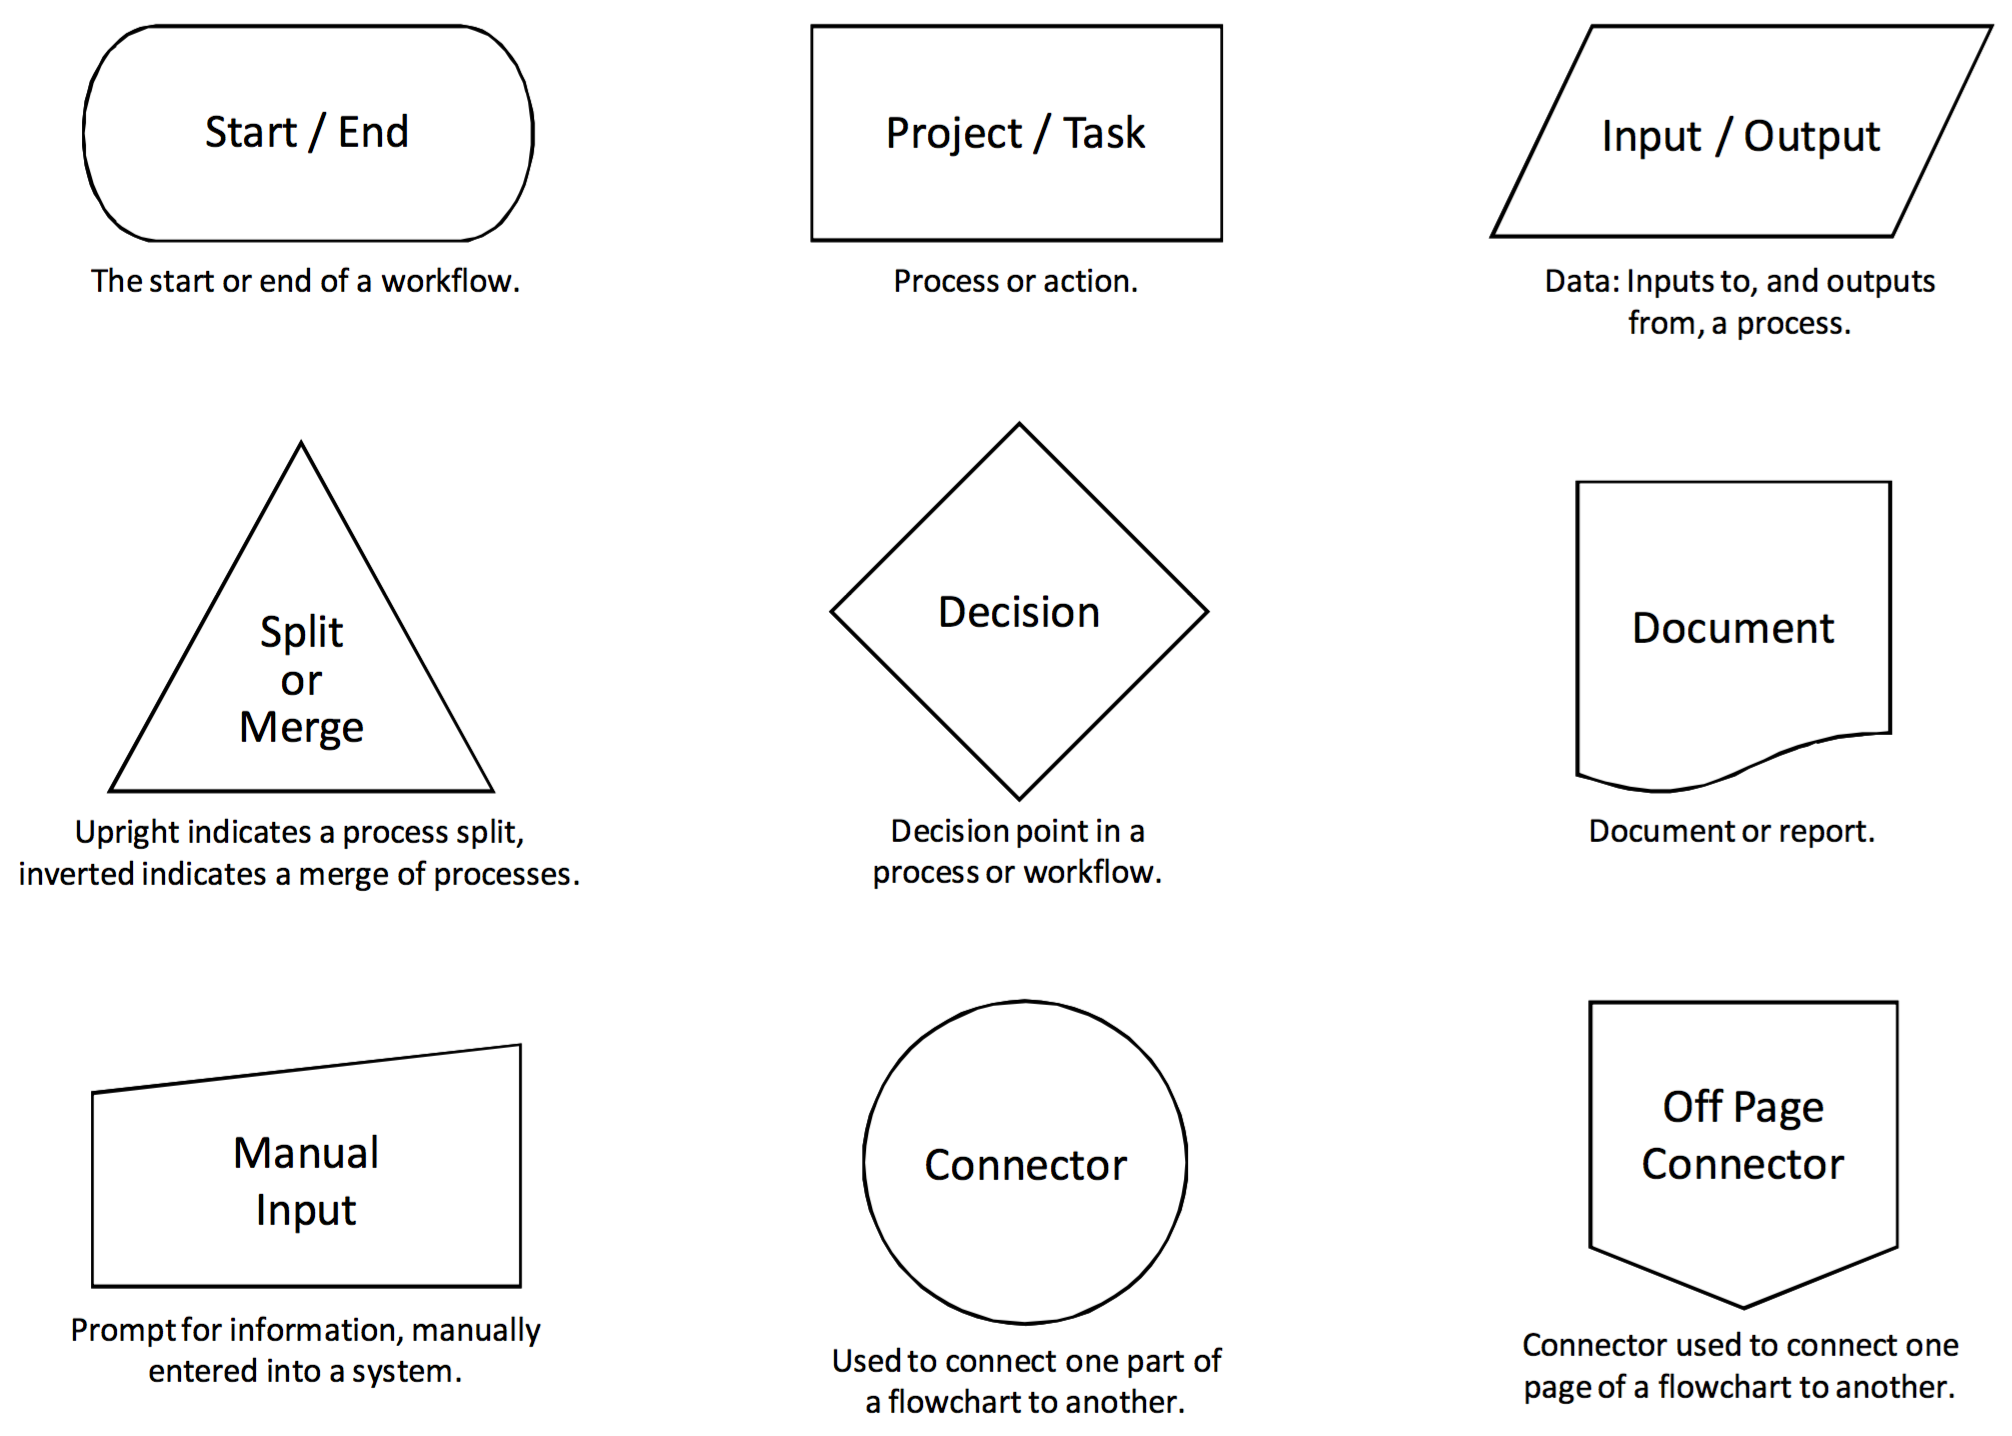 Start / End
The start or end of a workflow.
Project / Task
Process or action.
Input / Output
Data: Inputs to, and outputs
from, a process.
Split
or
Merge
Upright indicates a process split,
inverted indicates a merge of processes.
Decision
Decision point in a
process or workflow.
Document
Document or report.
Manual
Input
Prompt for information, manually
entered into a system.
Connector
Used to connect one part of
a flowchart to another.
Off Page
Connector
Connector used to connect one
page of a flowchart to another.